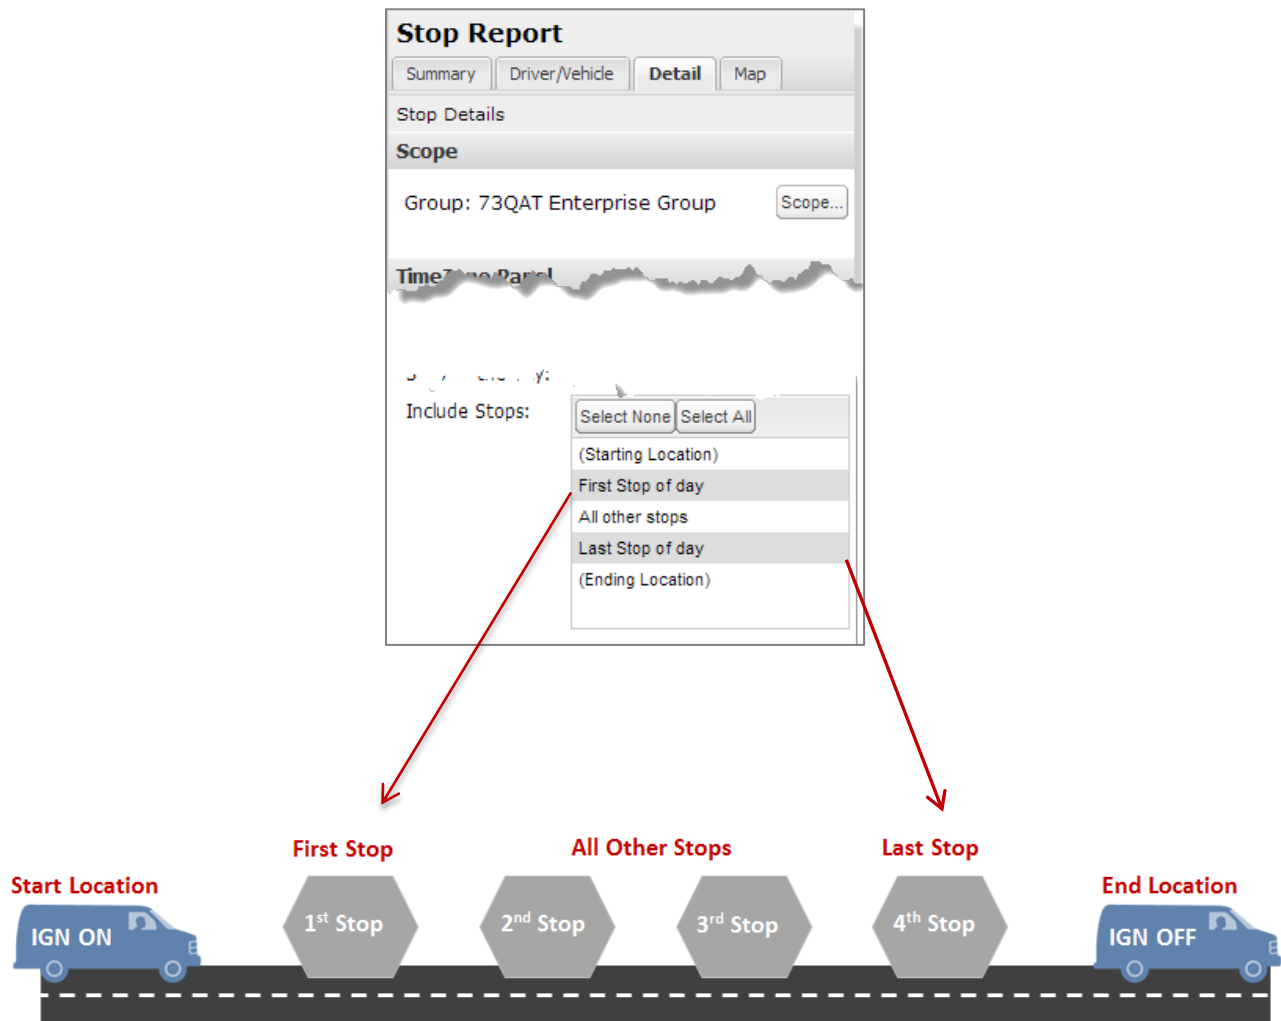 Stop Report
Summary Driver/Vehicle Detail Map
Stop Details
Scope
Group: 73QAT Enterprise Group Scope...
Include Stops: Select None Select All
(Starting Location)
First Stop of day
All other stops
Last Stop of day
(Ending Location)
First Stop All Other Stops Last Stop
Start Location End Location
1st Stop 2nd Stop 3rd Stop 4th Stop
IGN ON IGN OFF